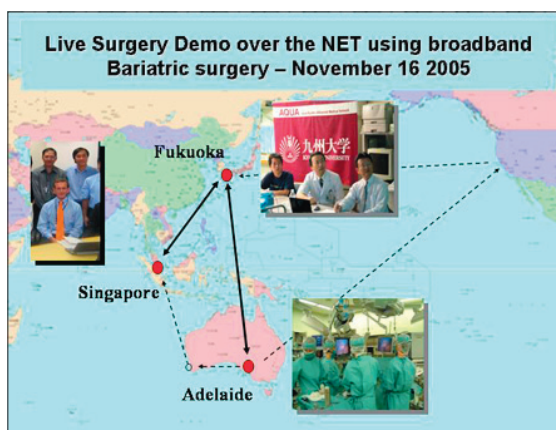 Live Surgery Demo over the NET using broadband
Bariatric surgery – November 16 2005
Fukuoka
AQUA
九州大学
Singapore
Adelaide